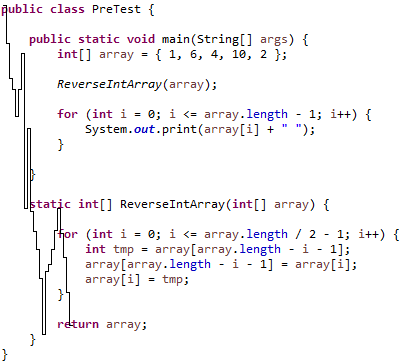 public class PreTest {
public static void main(String[] args) {
int[] array = { 1, 6, 4, 10, 2 };
ReverseIntArray(array);
for (int i = 0; i <= array.length - 1; i++) {
System.out.print(array[i] + " ");
}
}
static int[] ReverseIntArray(int[] array) {
for (int i = 0; i <= array.length / 2 - 1; i++) {
int tmp = array[array.length - i - 1];
array[array.length - i - 1] = array[i];
array[i] = tmp;
}
return array;
}
}